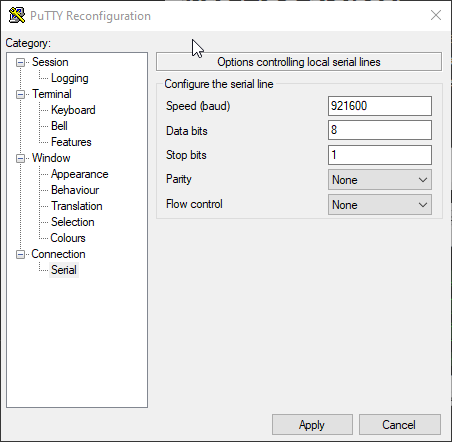 PuTTY Reconfiguration
Category:
Session
Logging
Terminal
Keyboard
Bell
Features
Window
Appearance
Behaviour
Translation
Selection
Colours
Connection
Serial
Options controlling local serial lines
Configure the serial line
Speed (baud) 921600
Data bits 8
Stop bits 1
Parity None
Flow control None
Apply Cancel